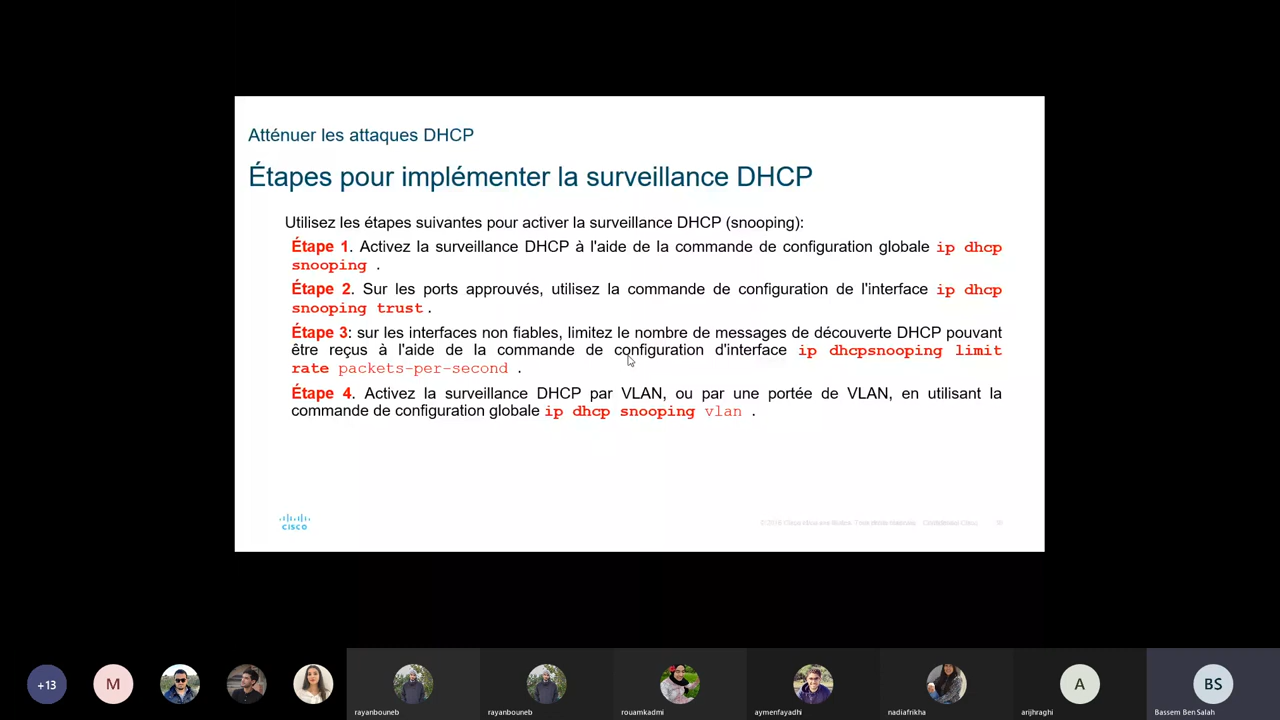 Atténuer les attaques DHCP
Étapes pour implémenter la surveillance DHCP
Utilisez les étapes suivantes pour activer la surveillance DHCP (snooping):
Étape 1. Activez la surveillance DHCP à l'aide de la commande de configuration globale ip dhcp
snooping .
Étape 2. Sur les ports approuvés, utilisez la commande de configuration de l'interface ip dhcp
snooping trust .
Étape 3: sur les interfaces non fiables, limitez le nombre de messages de découverte DHCP pouvant
être reçus à l'aide de la commande de configuration d'interface ip dhcpsnooping limit
rate packets-per-second .
Étape 4. Activez la surveillance DHCP par VLAN, ou par une portée de VLAN, en utilisant la
commande de configuration globale ip dhcp snooping vlan .
cisco
+13
M
A
BS
rayanbouneb
rayanbouneb
rouamkadmi
aymenfayadhi
nadiafrikha
arijhraghi
Bassem Ben Salah